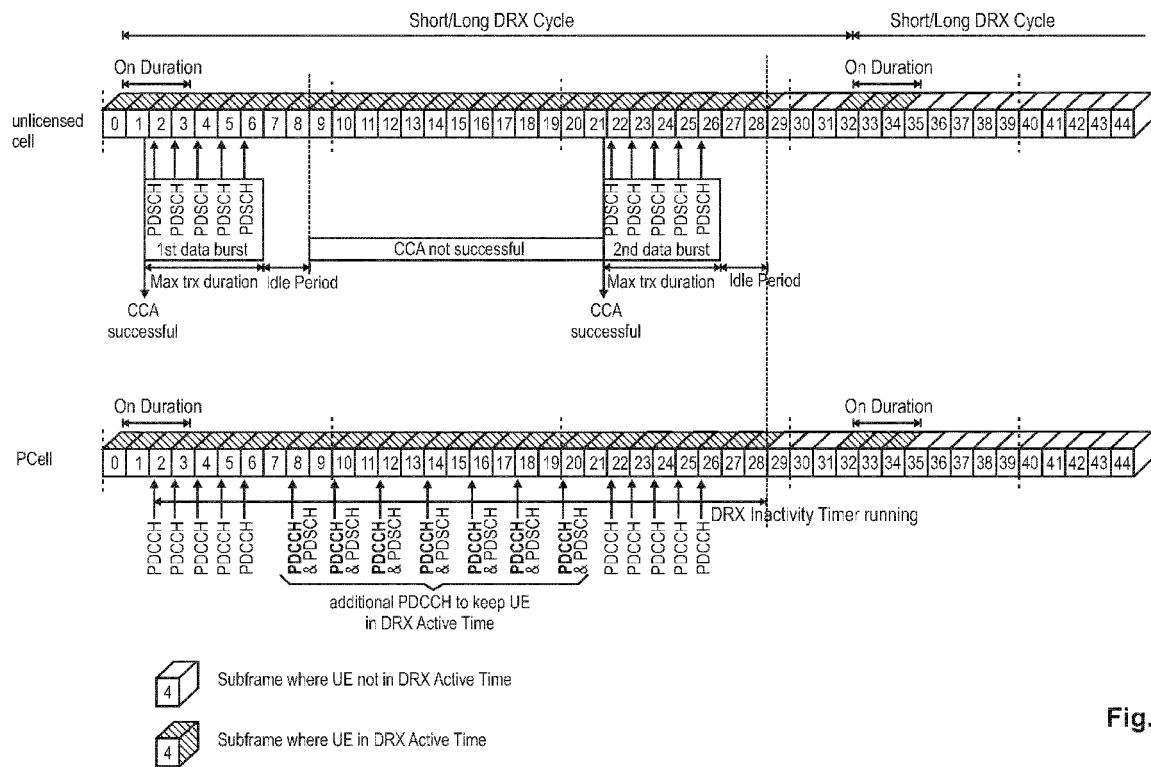 Short/Long DRX Cycle Short/Long DRX Cycle
On Duration On Duration
unlicensed
cell
0 1 2 3 4 5 6 7 8 9 10 11 12 13 14 15 16 17 18 19 20 21 22 23 24 25 26 27 28 29 30 31 32 33 34 35 36 37 38 39 40 41 42 43 44
PDSCH PDSCH PDSCH PDSCH PDSCH PDSCH PDSCH PDSCH PDSCH PDSCH
1st data burst CCA not successful 2nd data burst
Max trx duration Idle Period Max trx duration Idle Period
CCA
successful
CCA
successful
On Duration On Duration
PCell
0 1 2 3 4 5 6 7 8 9 10 11 12 13 14 15 16 17 18 19 20 21 22 23 24 25 26 27 28 29 30 31 32 33 34 35 36 37 38 39 40 41 42 43 44
DRX Inactivity Timer running
PDCCH PDCCH PDCCH PDCCH PDCCH PDCCH & PDSCH PDCCH & PDSCH PDCCH & PDSCH PDCCH & PDSCH PDCCH & PDSCH PDCCH & PDSCH PDCCH & PDSCH PDCCH PDCCH PDCCH PDCCH PDCCH
additional PDCCH to keep UE
in DRX Active Time
4 Subframe where UE not in DRX Active Time
4 Subframe where UE in DRX Active Time
Fig.